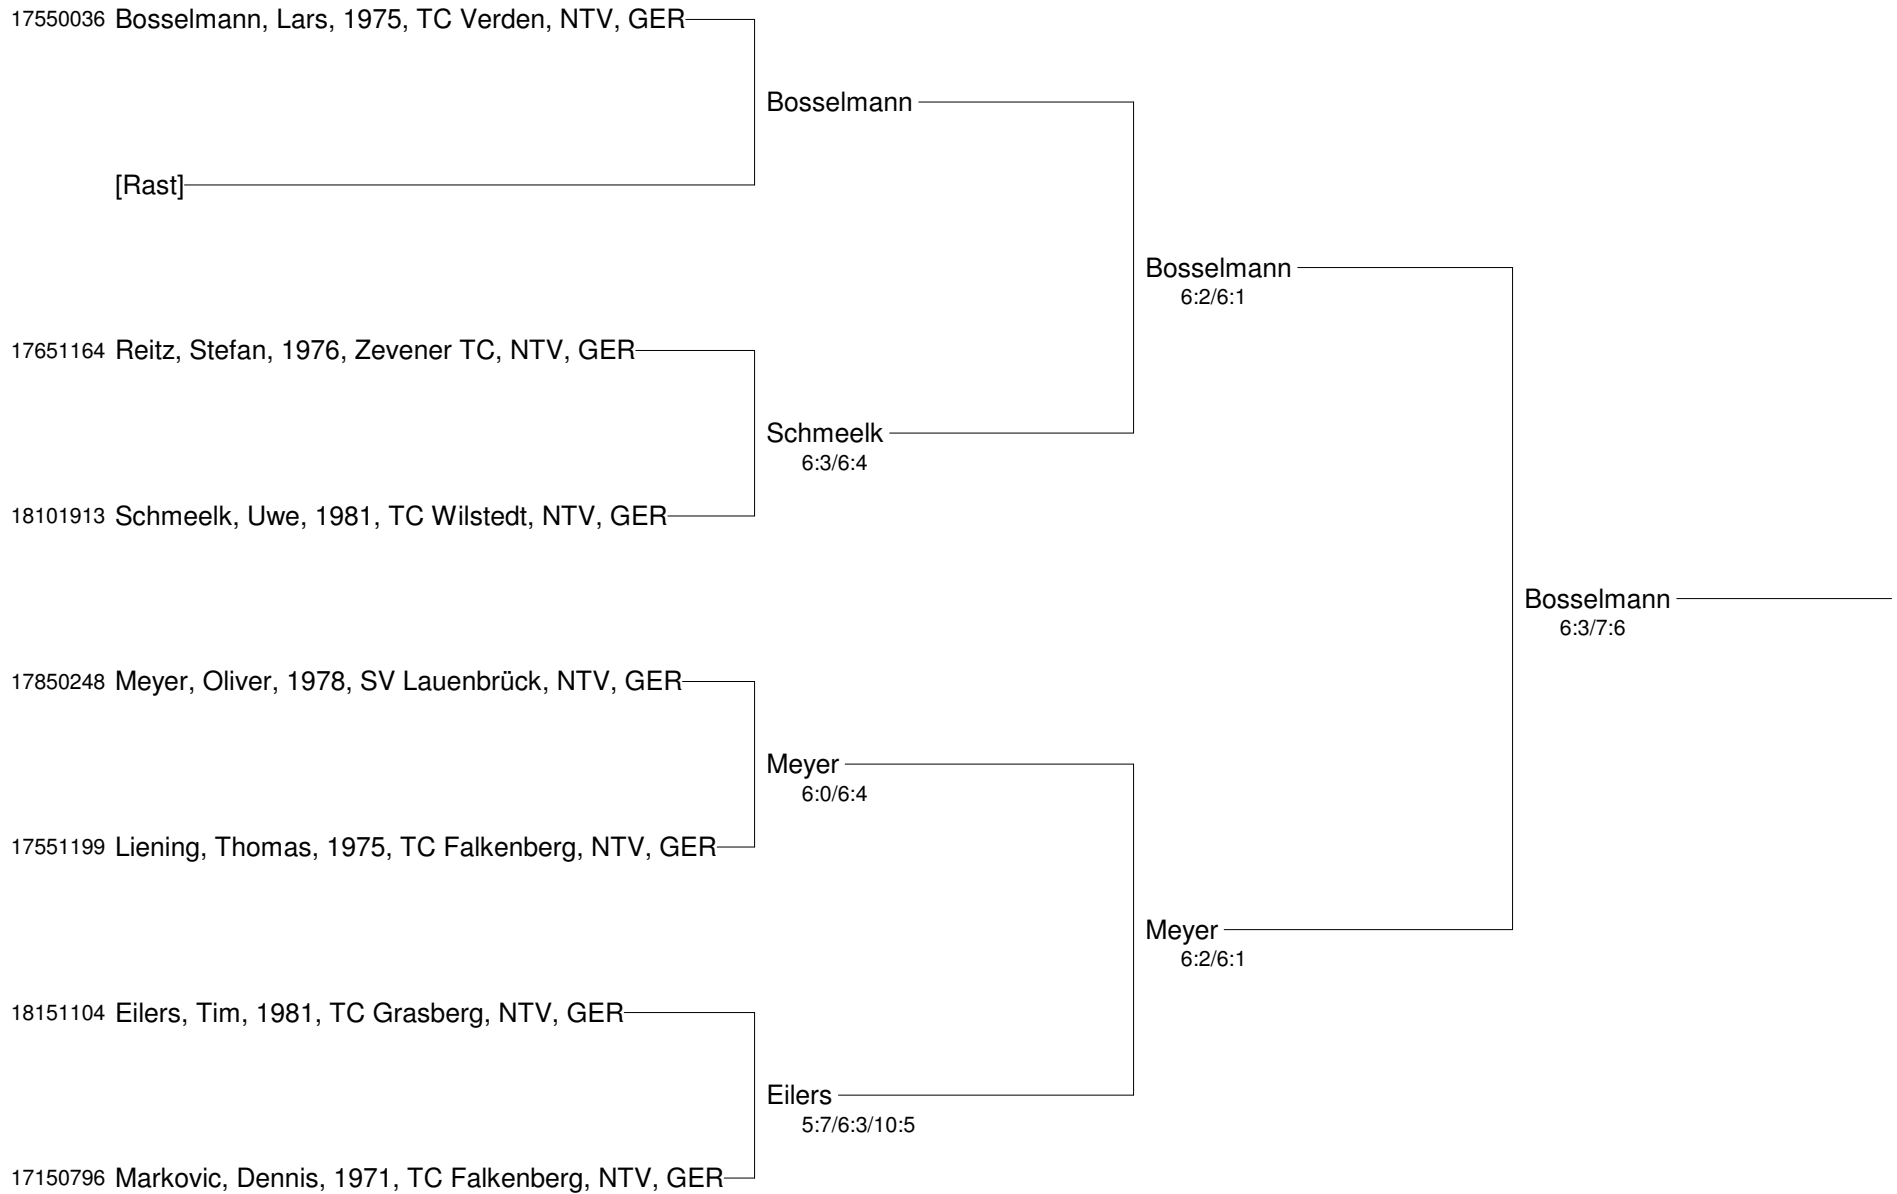 17550036 Bosselmann, Lars, 1975, TC Verden, NTV, GER
Bosselmann
[Rast]
Bosselmann
6:2/6:1
17651164 Reitz, Stefan, 1976, Zevener TC, NTV, GER
Schmeelk
6:3/6:4
18101913 Schmeelk, Uwe, 1981, TC Wilstedt, NTV, GER
Bosselmann
6:3/7:6
17850248 Meyer, Oliver, 1978, SV Lauenbrück, NTV, GER
Meyer
6:0/6:4
17551199 Liening, Thomas, 1975, TC Falkenberg, NTV, GER
Meyer
6:2/6:1
18151104 Eilers, Tim, 1981, TC Grasberg, NTV, GER
Eilers
5:7/6:3/10:5
17150796 Markovic, Dennis, 1971, TC Falkenberg, NTV, GER